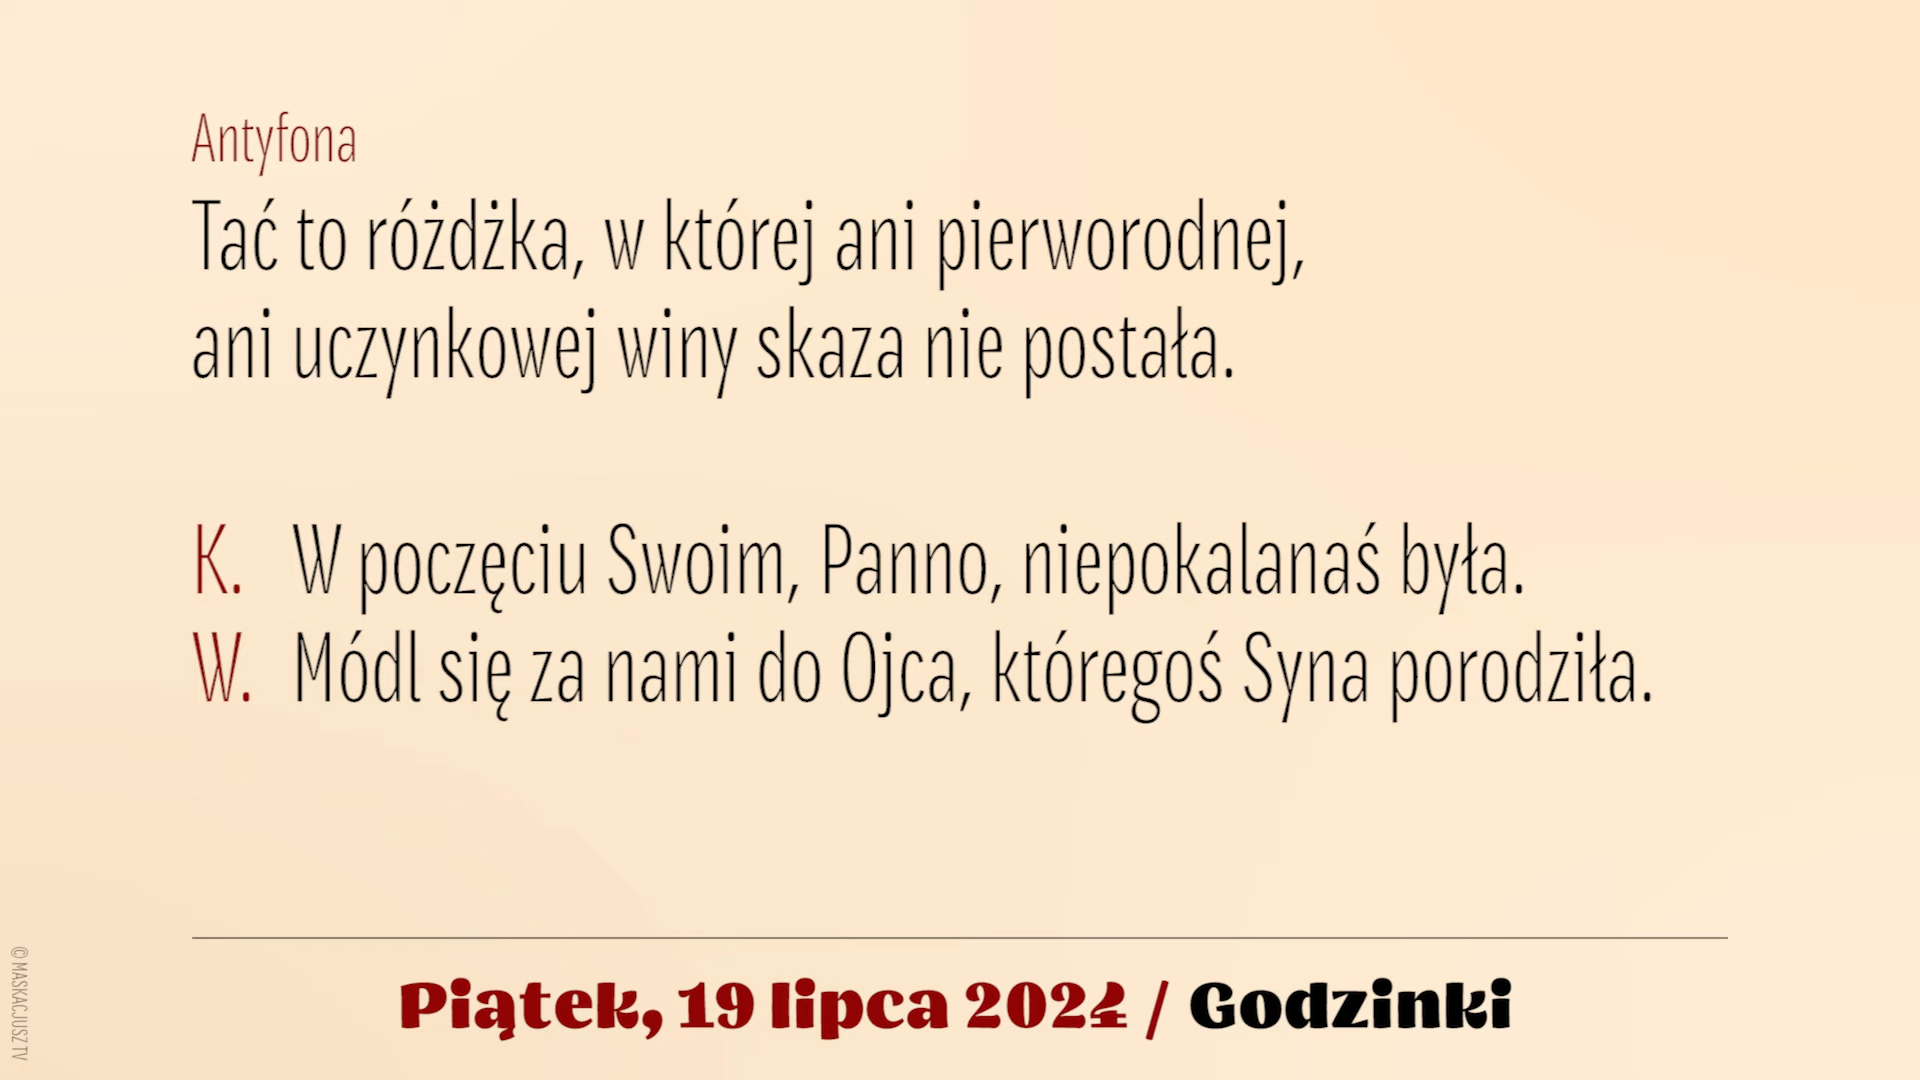 Antyfona
Tać to różdżka, w której ani pierworodnej,
ani uczynkowej winy skaza nie postała.
K. W poczęciu Swoim, Panno, niepokalanaś była.
W. Módl się za nami do Ojca, któregoś Syna porodziła.
Piątek, 19 lipca 2024 / Godzinki
© MASKACJUSZ TV